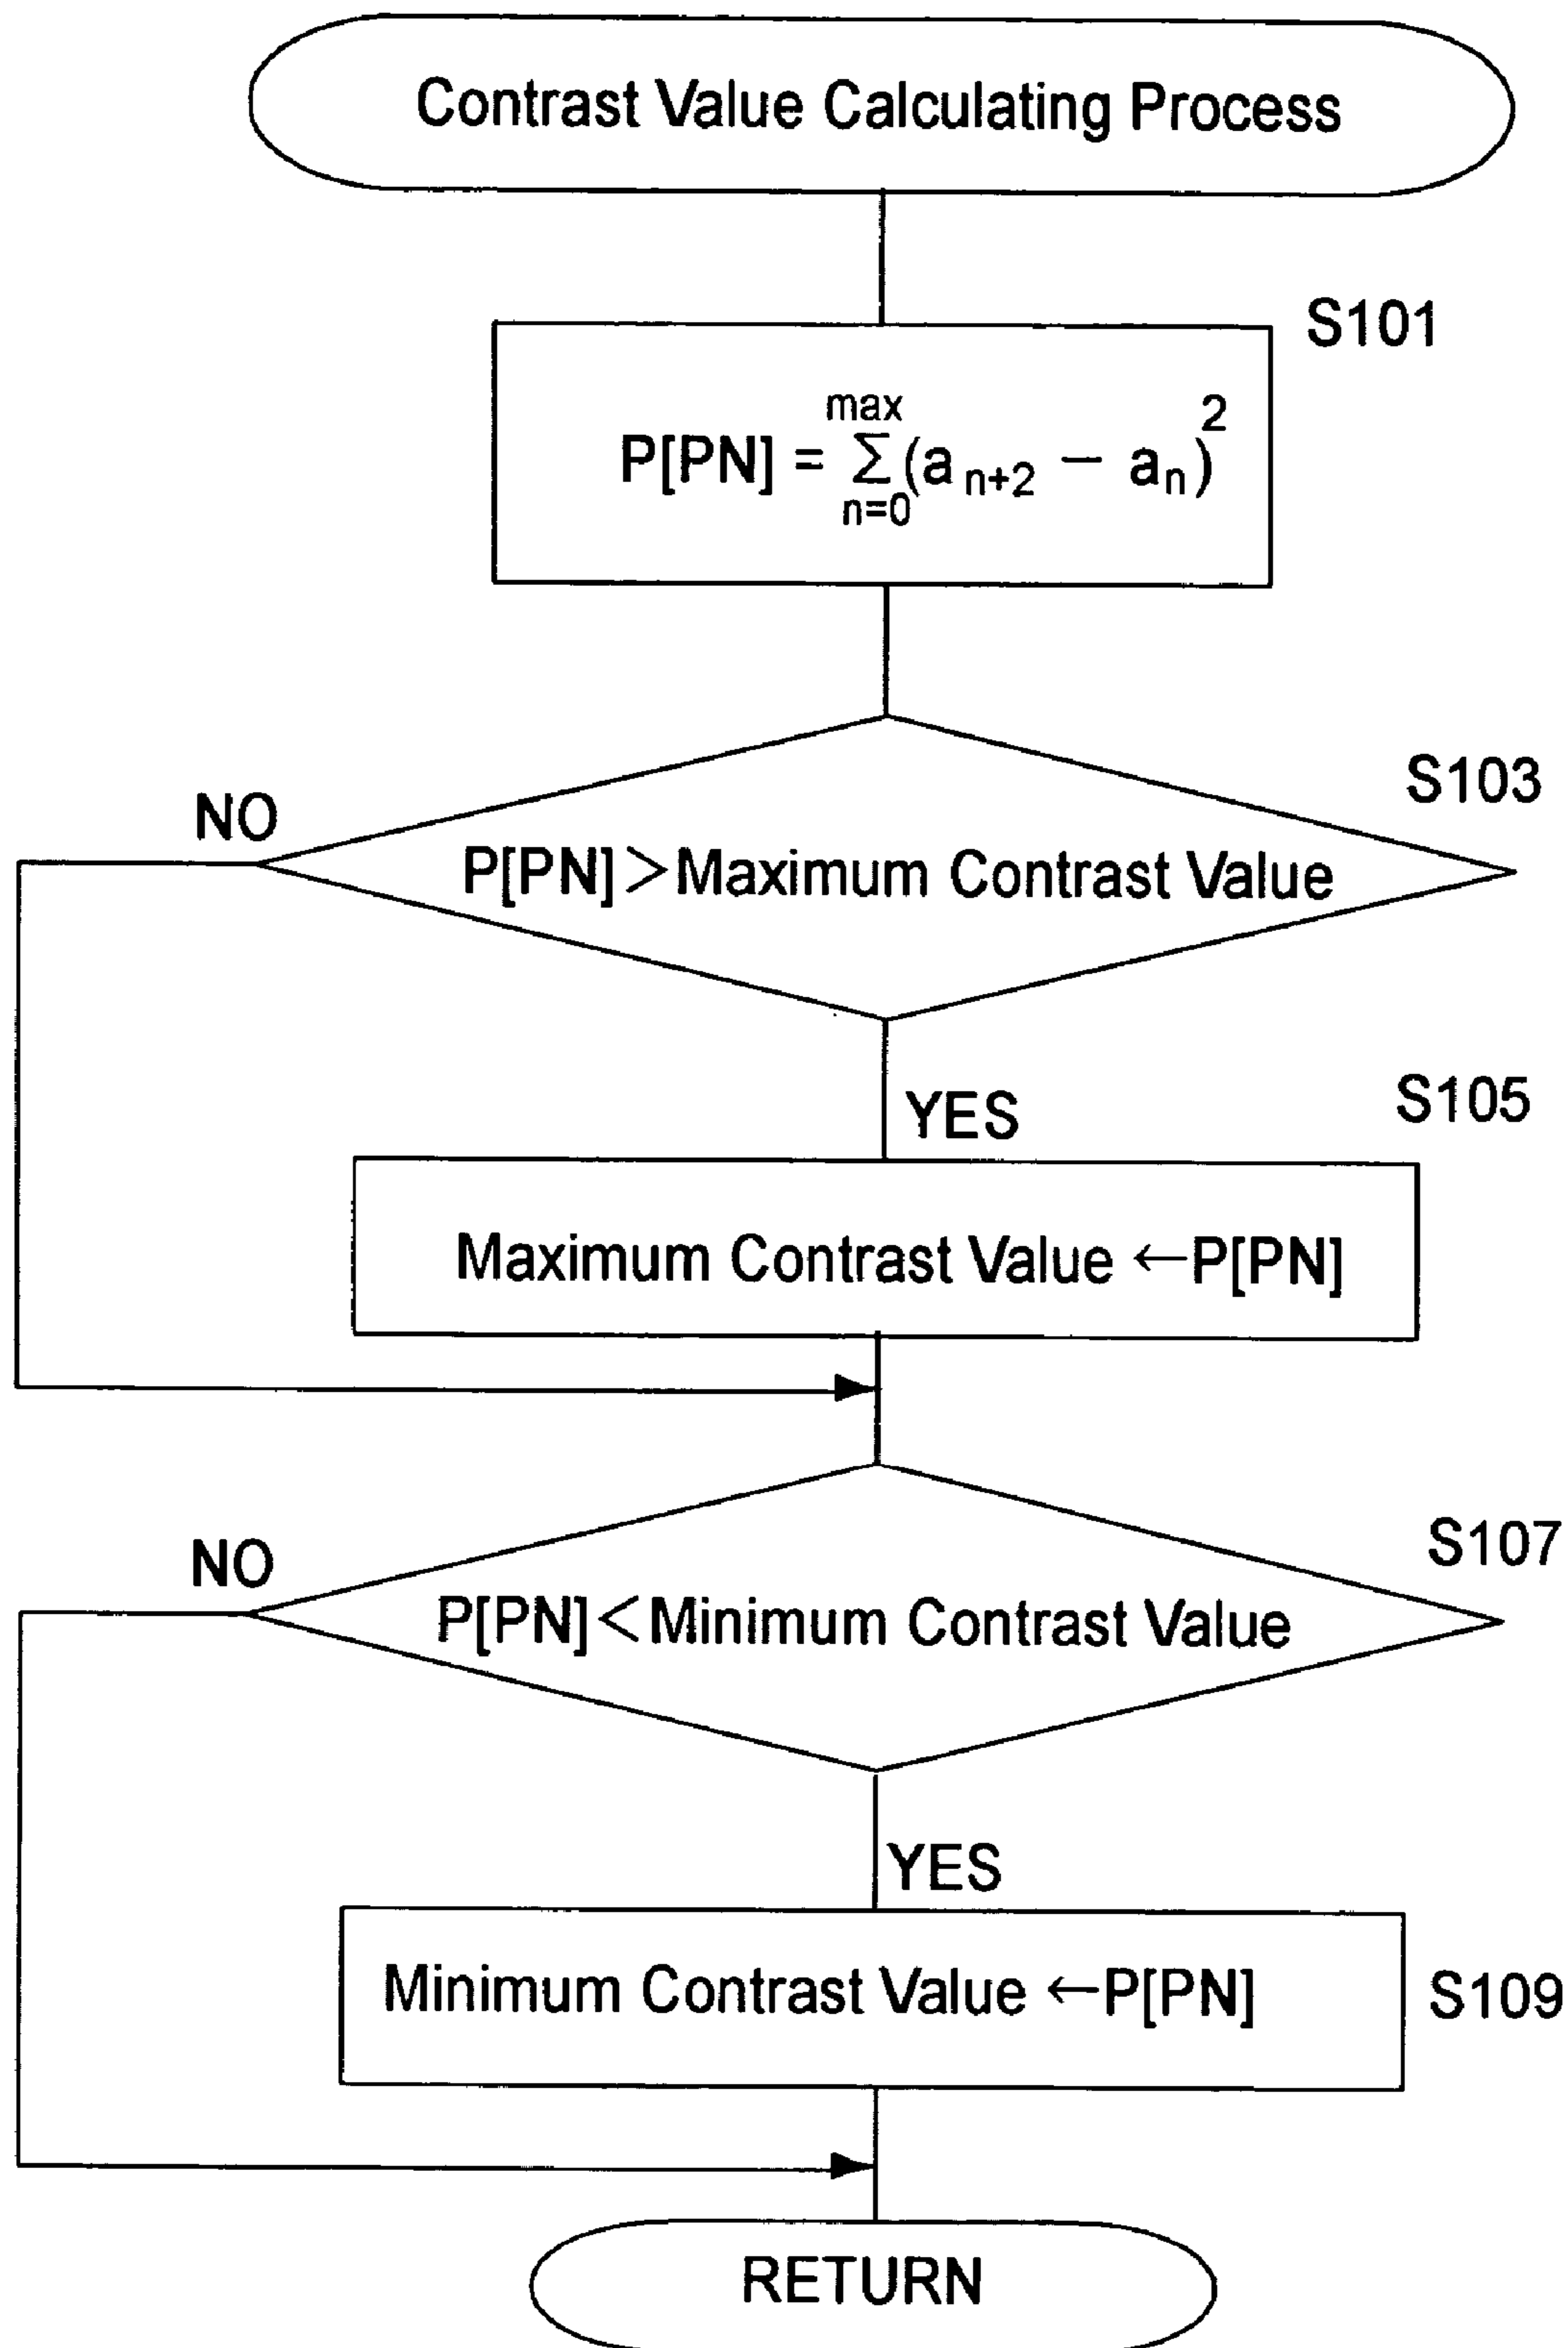 Contrast Value Calculating Process
S101
P[PN] = max Σ n=0 (a n+2 − a n)2
S103
NO
P[PN]>Maximum Contrast Value
YES
S105
Maximum Contrast Value ←P[PN]
NO
S107
P[PN]<Minimum Contrast Value
YES
Minimum Contrast Value ←P[PN]
S109
RETURN